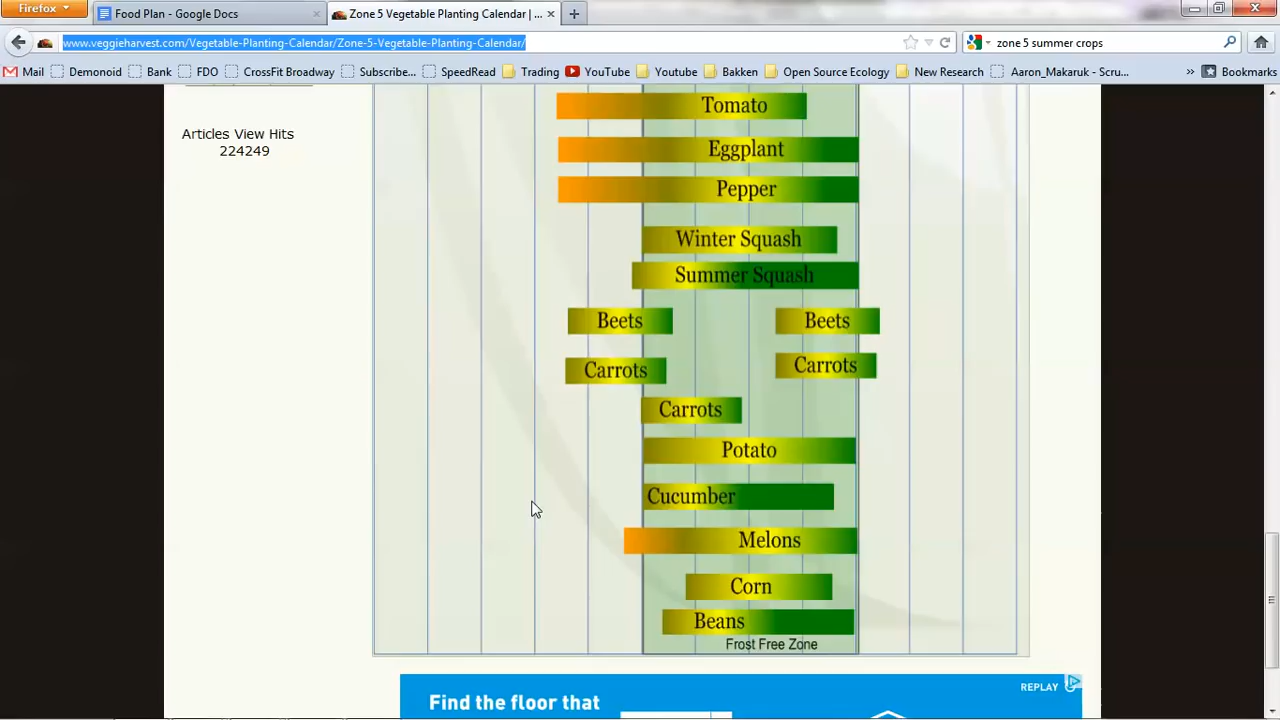 Firefox
Food Plan - Google Docs
Zone 5 Vegetable Planting Calendar | ...
www.veggieharvest.com/Vegetable-Planting-Calendar/Zone-5-Vegetable-Planting-Calendar/
zone 5 summer crops
Mail Demonoid Bank FDO CrossFit Broadway Subscribe... SpeedRead Trading YouTube Youtube Bakken Open Source Ecology New Research Aaron_Makaruk - Scru... » Bookmarks
Articles View Hits
224249
Tomato
Eggplant
Pepper
Winter Squash
Summer Squash
Beets Beets
Carrots Carrots
Carrots
Potato
Cucumber
Melons
Corn
Beans
Frost Free Zone
REPLAY
Find the floor that